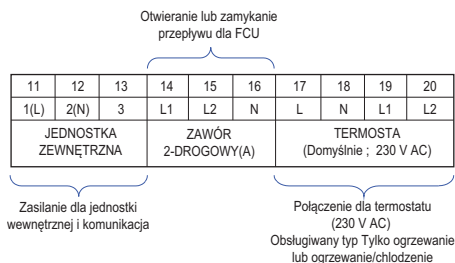 Otwieranie lub zamykanie
przepływu dla FCU
11 12 13 14 15 16 17 18 19 20
1(L) 2(N) 3 L1 L2 N L N L1 L2
JEDNOSTKA
ZEWNĘTRZNA
ZAWÓR
2-DROGOWY(A)
TERMOSTA
(Domyślnie ; 230 V AC)
Zasilanie dla jednostki
wewnętrznej i komunikacja
Połączenie dla termostatu
(230 V AC)
Obsługiwany typ Tylko ogrzewanie
lub ogrzewanie/chlodzenie